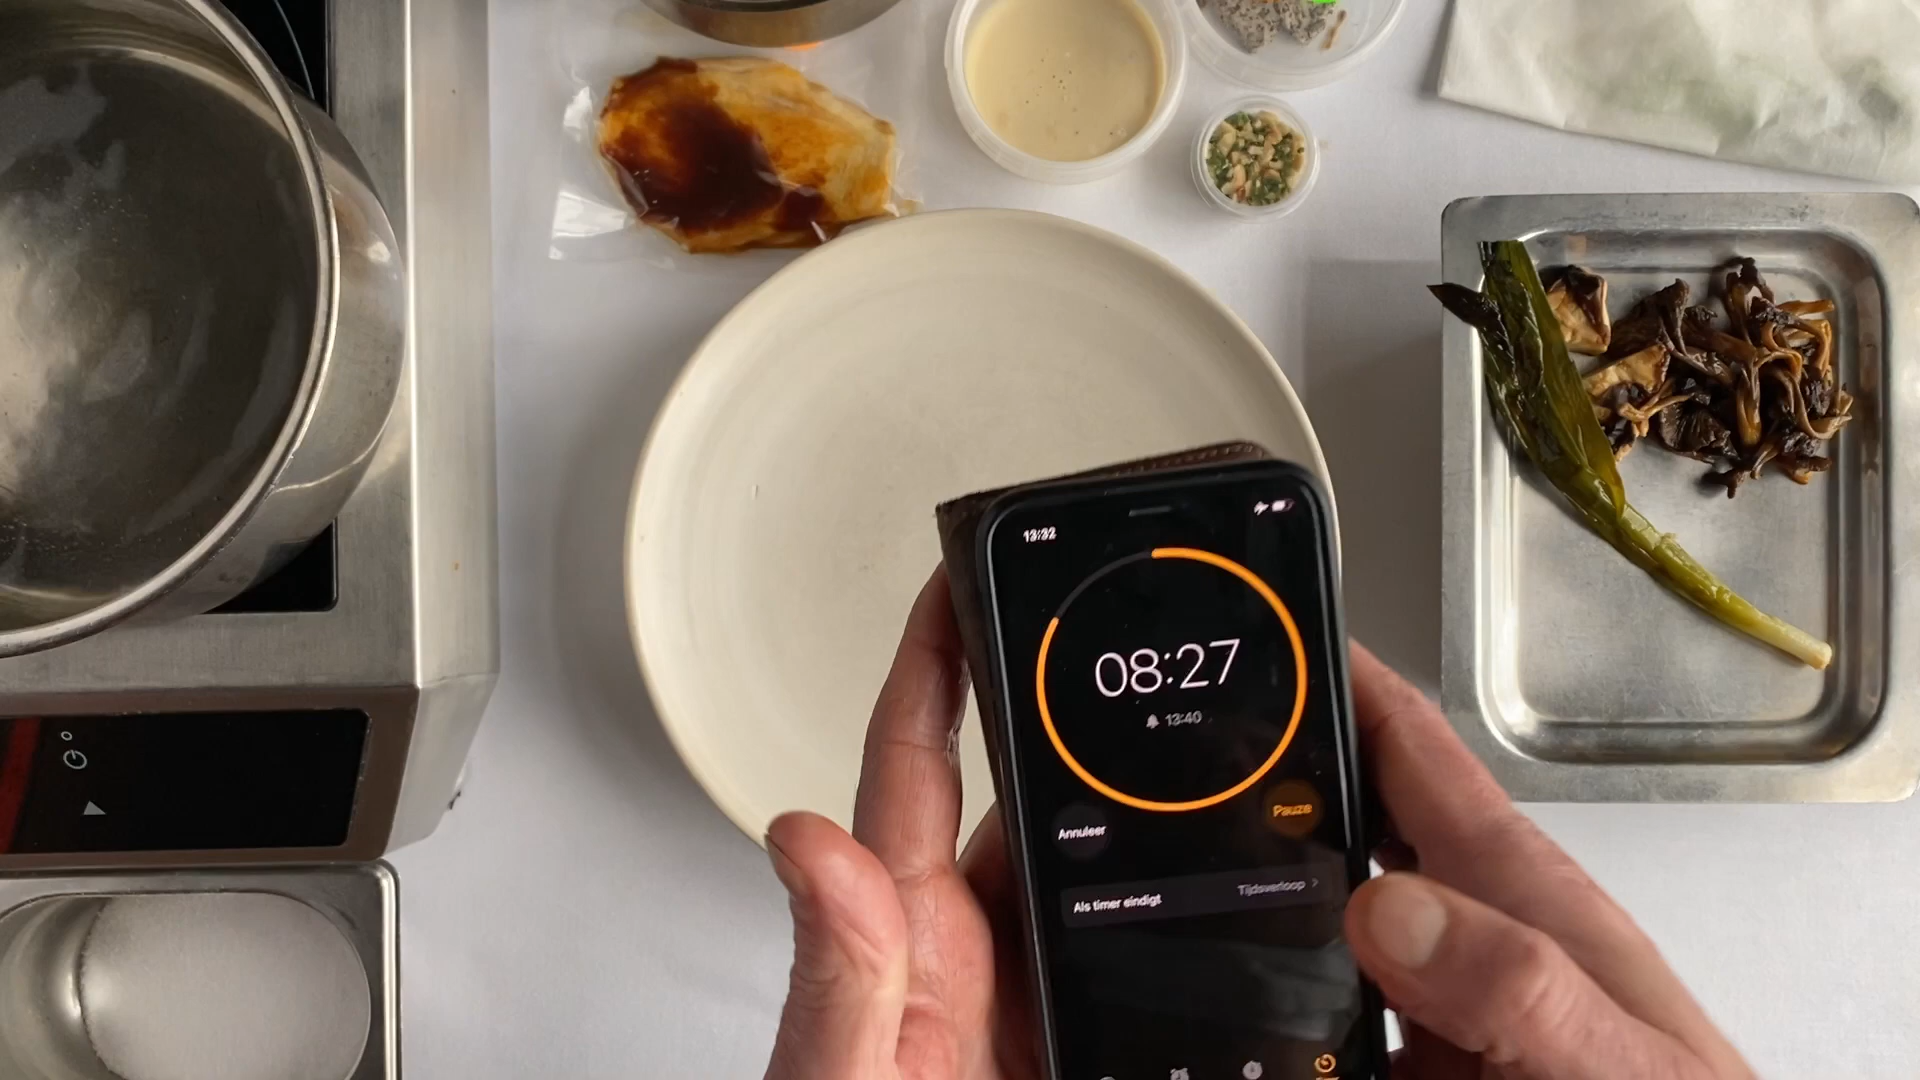 13:32
08:27
13:40
Annuleer
Pauze
Als timer eindigt
Tijdsverloop